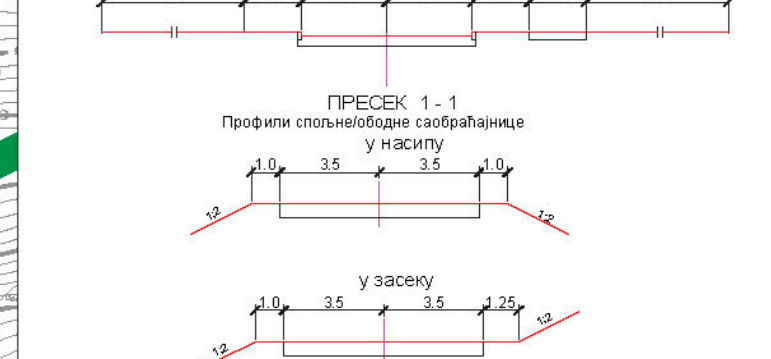 ПРЕСЕК 1 - 1
Профили спољне/ободне саобраћајнице
у насипу
1.0 3.5 3.5 1.0
1:2 1:2
у засеку
1.0 3.5 3.5 1.25
1:2
1:2